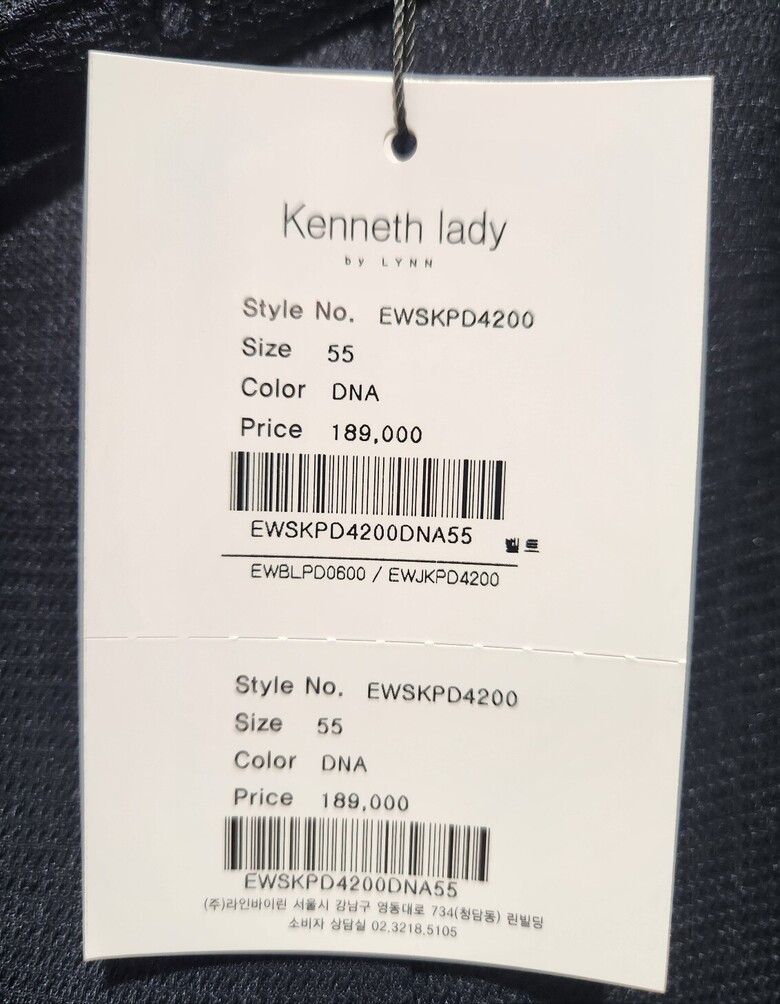 Kenneth lady
by LYNN
Style No. EWSKPD4200
Size 55
Color DNA
Price 189,000
EWSKPD4200DNA55 벨트
EWBLPD0600 / EWJKPD4200
Style No. EWSKPD4200
Size 55
Color DNA
Price 189,000
EWSKPD4200DNA55
(주)라인바이린 서울시 강남구 영동대로 734(청담동) 린빌딩
소비자 상담실 02.3218.5105